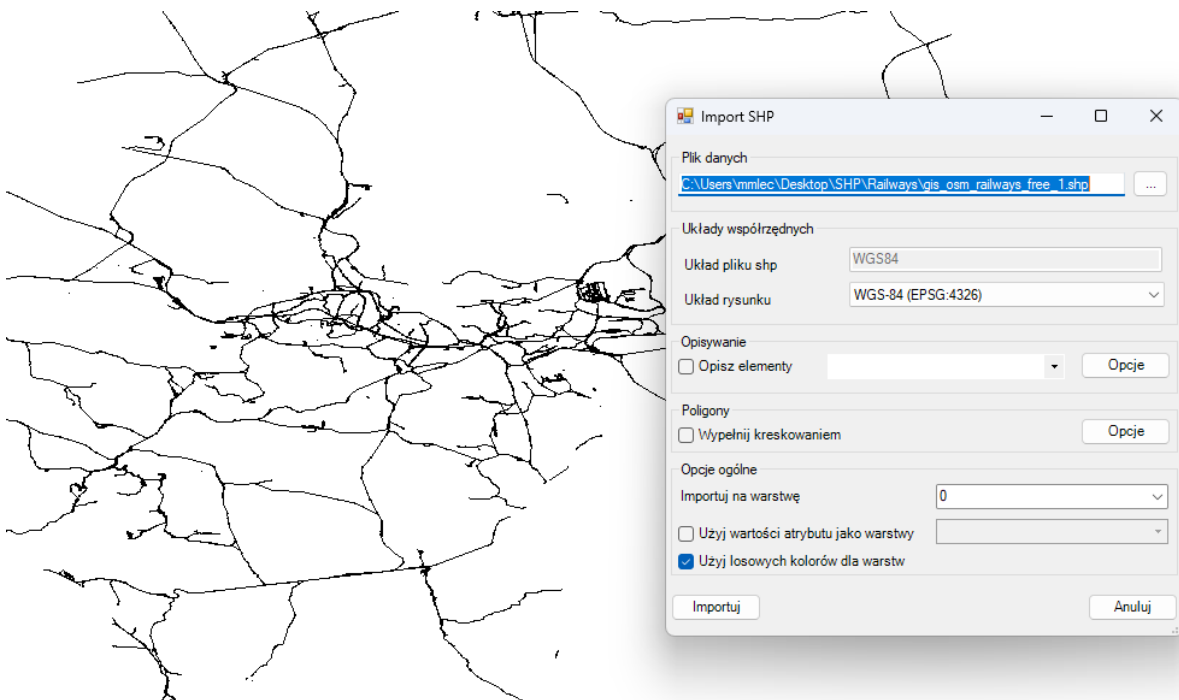 Import SHP
Plik danych
C:\Users\mmlec\Desktop\SHP\Railways\gis_osm_railways_free_1.shp
...
Układy współrzędnych
Układ pliku shp
WGS84
Układ rysunku
WGS-84 (EPSG:4326)
Opisywanie
Opisz elementy
Opcje
Poligony
Wypełnij kreskowaniem
Opcje
Opcje ogólne
Importuj na warstwę
0
Użyj wartości atrybutu jako warstwy
Użyj losowych kolorów dla warstw
Importuj
Anuluj